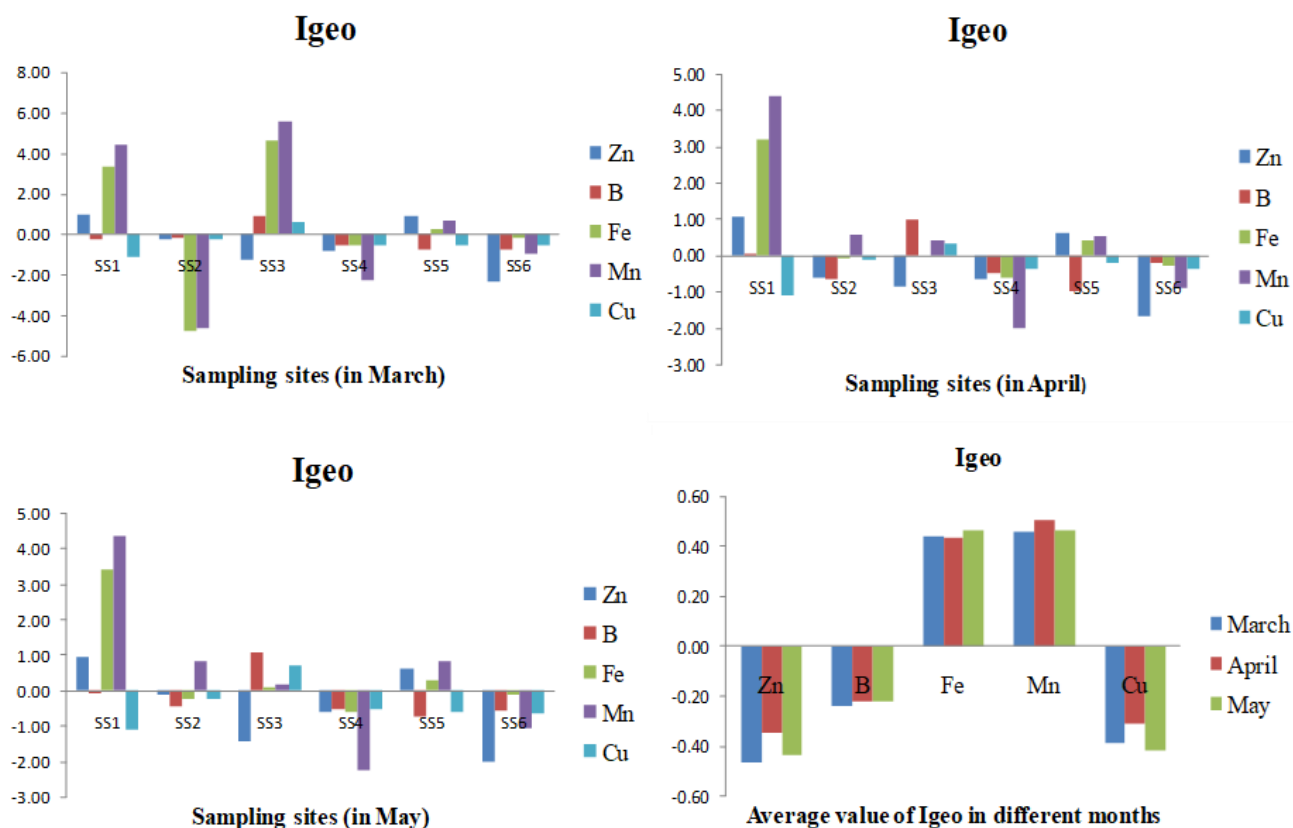 Igeo
8.00
6.00
4.00
2.00
0.00
-2.00
-4.00
-6.00
SS1 SS2 SS3 SS4 SS5 SS6
Zn
B
Fe
Mn
Cu
Sampling sites (in March)
Igeo
5.00
4.00
3.00
2.00
1.00
0.00
-1.00
-2.00
-3.00
SS1 SS2 SS3 SS4 SS5 SS6
Zn
B
Fe
Mn
Cu
Sampling sites (in April)
Igeo
5.00
4.00
3.00
2.00
1.00
0.00
-1.00
-2.00
-3.00
SS1 SS2 SS3 SS4 SS5 SS6
Zn
B
Fe
Mn
Cu
Sampling sites (in May)
Igeo
0.60
0.40
0.20
0.00
-0.20
-0.40
-0.60
Zn B Fe Mn Cu
March
April
May
Average value of Igeo in different months